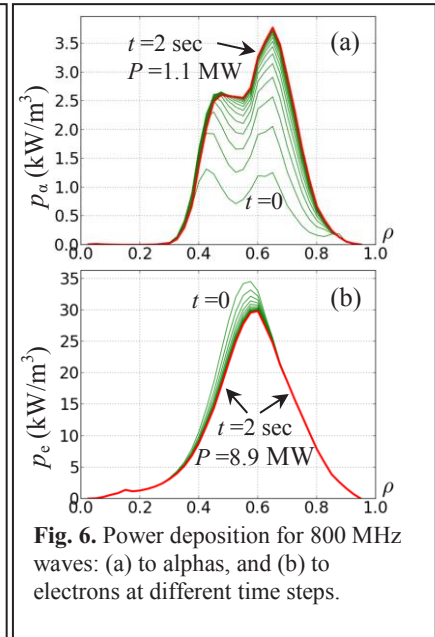 (a)
t=2 sec
P =1.1 MW
t=0
pα (kW/m³)
3.5
3.0
2.5
2.0
1.5
1.0
0.5
0.0
0.2 0.4 0.6 0.8 1.0
ρ
(b)
t=0
t=2 sec
P =8.9 MW
pe (kW/m³)
35
30
25
20
15
10
5
0
0.2 0.4 0.6 0.8 1.0
ρ
Fig. 6. Power deposition for 800 MHz
waves: (a) to alphas, and (b) to
electrons at different time steps.